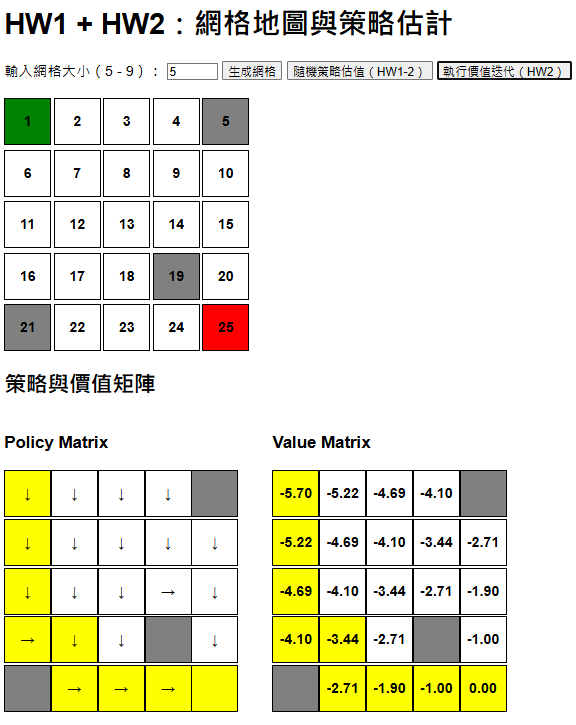 HW1 + HW2：網格地圖與策略估計
輸入網格大小（5 - 9）： 5 生成網格 隨機策略估值（HW1-2） 執行價值迭代（HW2）
1 2 3 4 5
6 7 8 9 10
11 12 13 14 15
16 17 18 19 20
21 22 23 24 25
策略與價值矩陣
Policy Matrix
↓ ↓ ↓ ↓
↓ ↓ ↓ ↓ ↓
↓ ↓ ↓ → ↓
→ ↓ ↓ ↓
→ → →
Value Matrix
-5.70 -5.22 -4.69 -4.10
-5.22 -4.69 -4.10 -3.44 -2.71
-4.69 -4.10 -3.44 -2.71 -1.90
-4.10 -3.44 -2.71 -1.00
-2.71 -1.90 -1.00 0.00